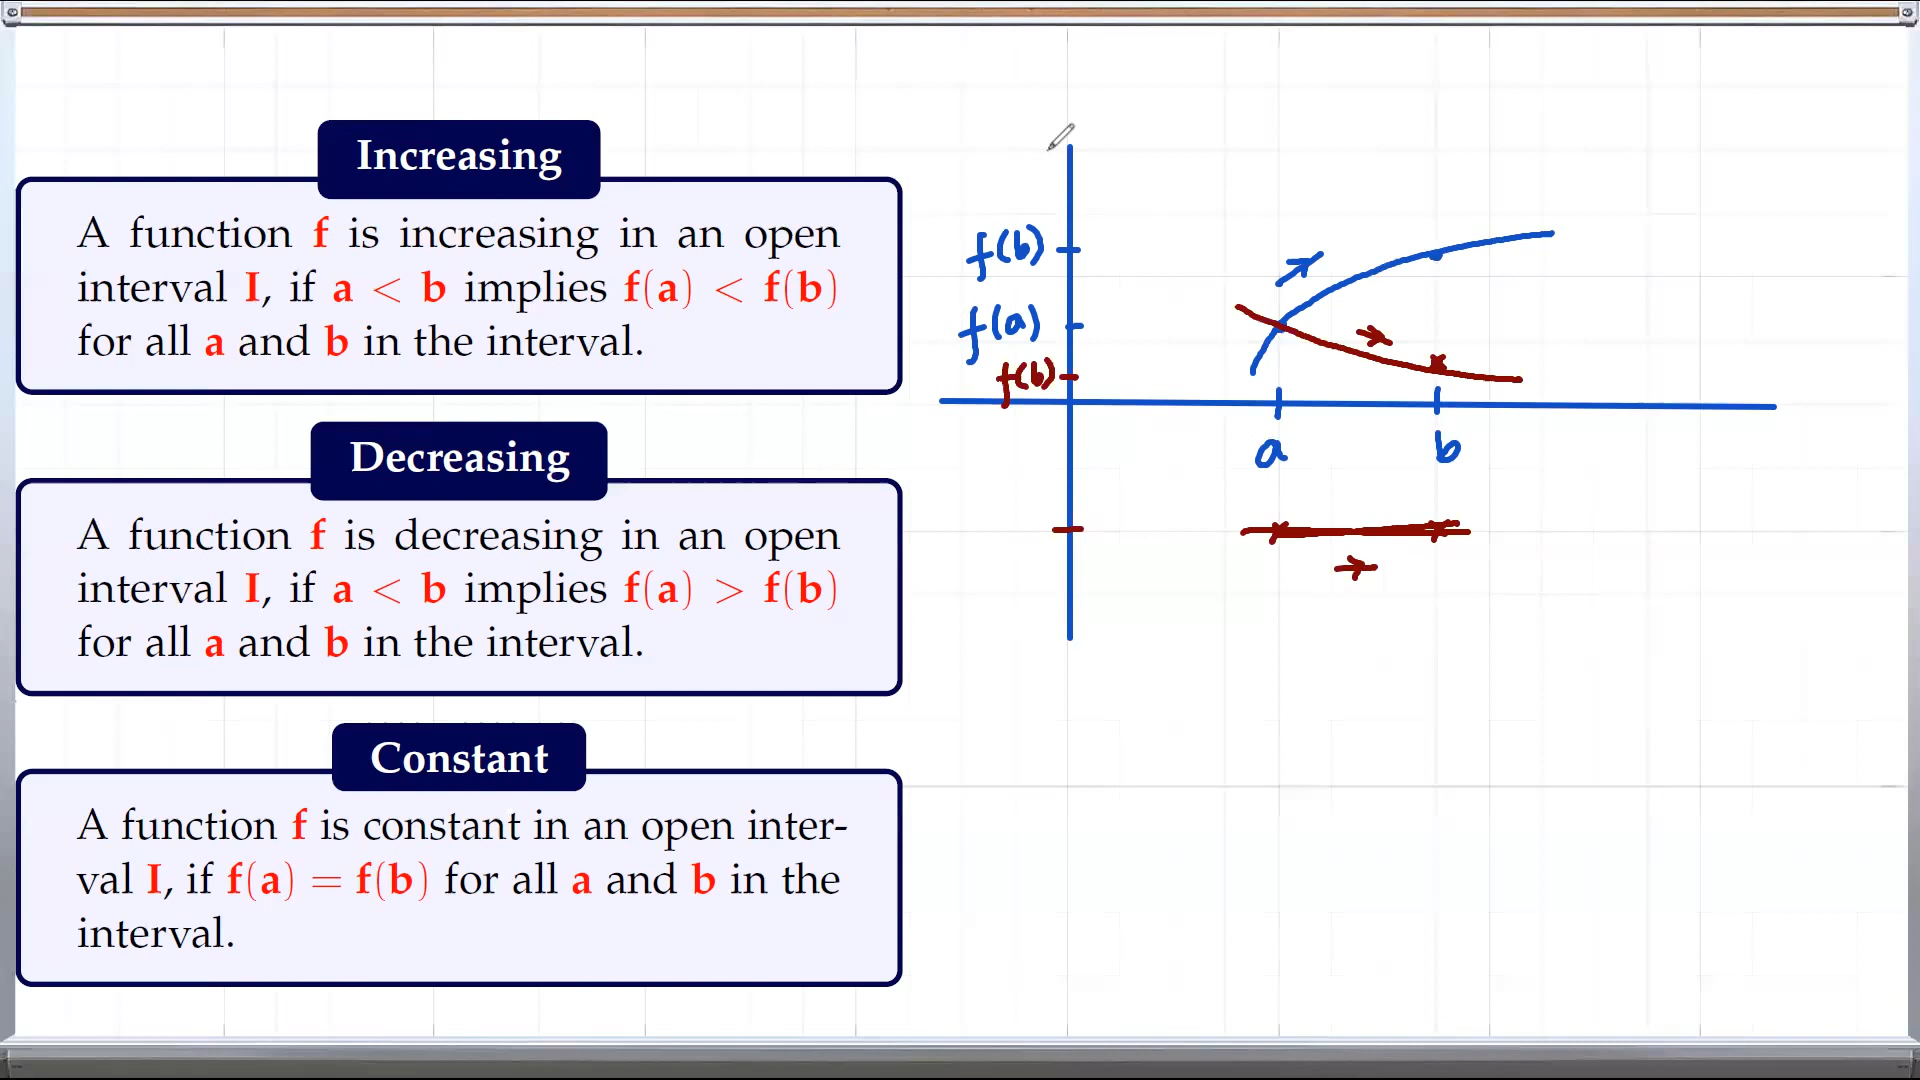 Increasing
A function f is increasing in an open
interval I, if a < b implies f(a) < f(b)
for all a and b in the interval.
Decreasing
A function f is decreasing in an open
interval I, if a < b implies f(a) > f(b)
for all a and b in the interval.
Constant
A function f is constant in an open inter-
val I, if f(a) = f(b) for all a and b in the
interval.
f(b)
f(a)
f(b)
a b